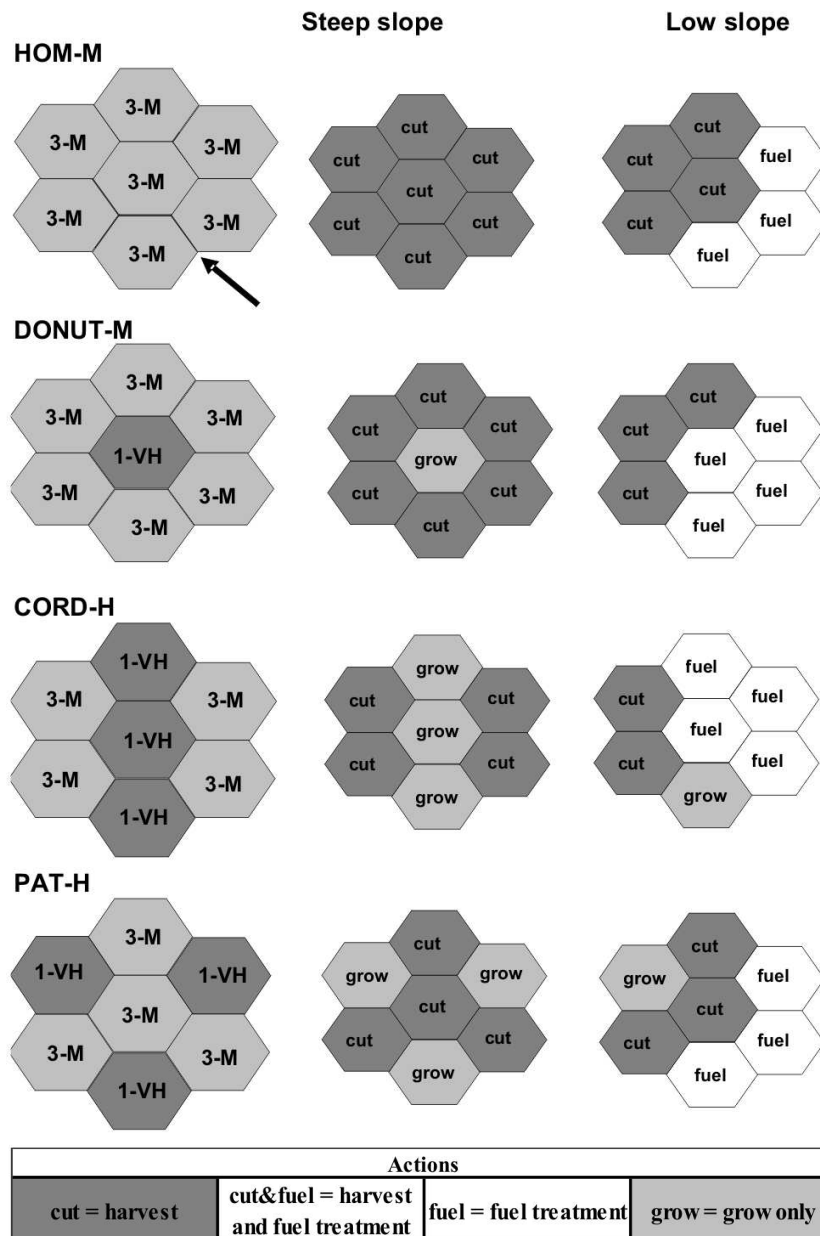 Steep slope
Low slope
HOM-M
3-M
3-M
3-M
3-M
3-M
3-M
3-M
cut
cut
cut
cut
cut
cut
cut
cut
cut
fuel
cut
cut
fuel
fuel
DONUT-M
3-M
3-M
3-M
1-VH
3-M
3-M
3-M
cut
cut
cut
grow
cut
cut
cut
cut
cut
fuel
fuel
cut
fuel
fuel
CORD-H
1-VH
3-M
3-M
1-VH
3-M
3-M
1-VH
grow
cut
cut
grow
cut
cut
grow
fuel
cut
fuel
fuel
cut
fuel
grow
PAT-H
3-M
1-VH
1-VH
3-M
3-M
3-M
1-VH
cut
grow
grow
cut
cut
cut
grow
cut
grow
fuel
cut
cut
fuel
fuel
Actions
cut = harvest
cut&fuel = harvest
and fuel treatment
fuel = fuel treatment
grow = grow only